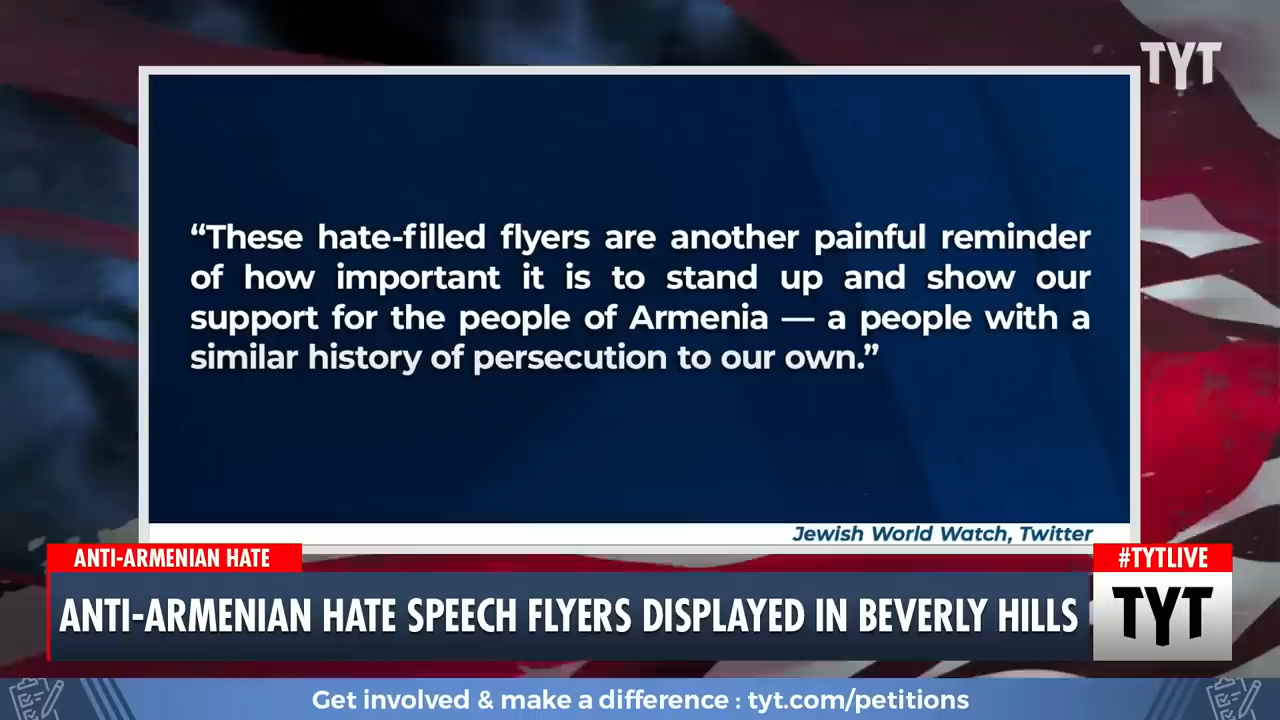 TYT
“These hate-filled flyers are another painful reminder
of how important it is to stand up and show our
support for the people of Armenia — a people with a
similar history of persecution to our own.”
Jewish World Watch, Twitter
ANTI-ARMENIAN HATE
#TYTLIVE
ANTI-ARMENIAN HATE SPEECH FLYERS DISPLAYED IN BEVERLY HILLS
TYT
Get involved & make a difference : tyt.com/petitions